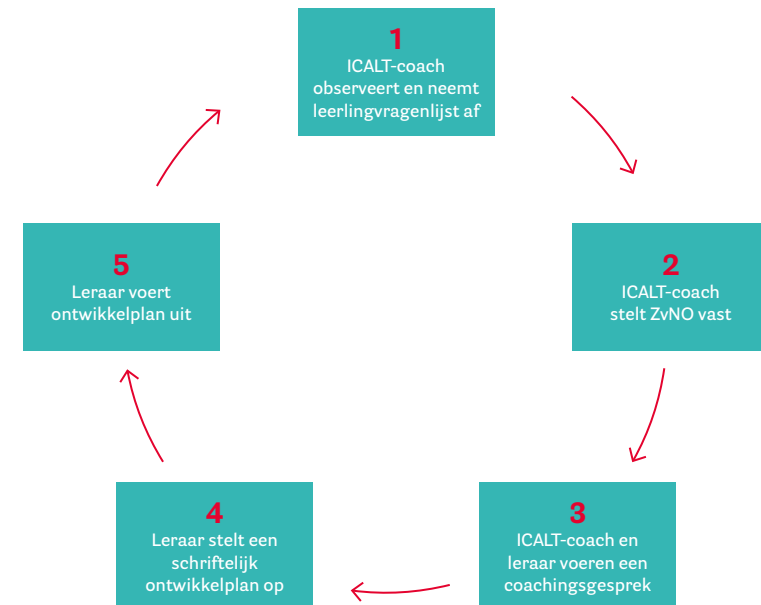 1
ICALT-coach
observeert en neemt
leerlingvragenlijst af
2
ICALT-coach
stelt ZvNO vast
3
ICALT-coach en
leraar voeren een
coachingsgesprek
4
Leraar stelt een
schriftelijk
ontwikkelplan op
5
Leraar voert
ontwikkelplan uit